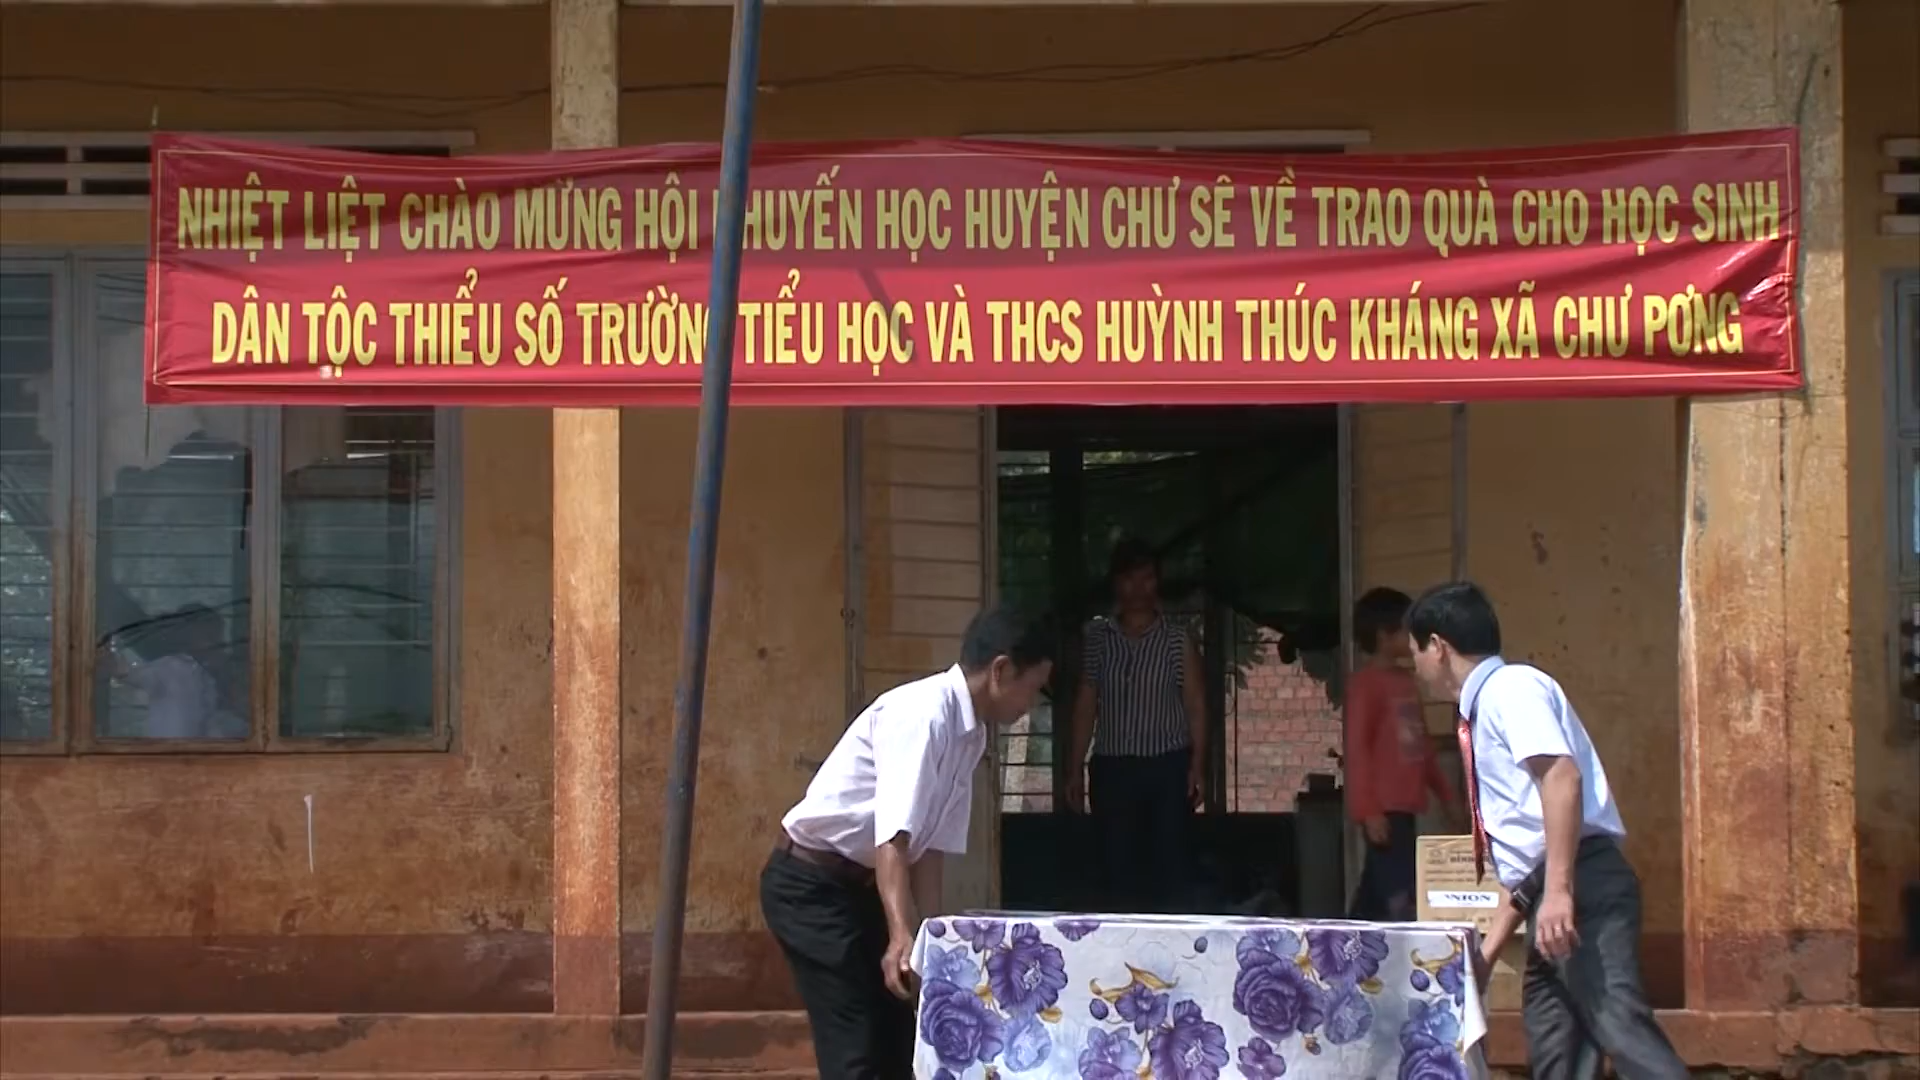 NHIỆT LIỆT CHÀO MỪNG HỘI KHUYẾN HỌC HUYỆN CHƯ SÊ VỀ TRAO QUÀ CHO HỌC SINH
DÂN TỘC THIỂU SỐ TRƯỜNG TIỂU HỌC VÀ THCS HUỲNH THÚC KHÁNG XÃ CHƯ PƠNG